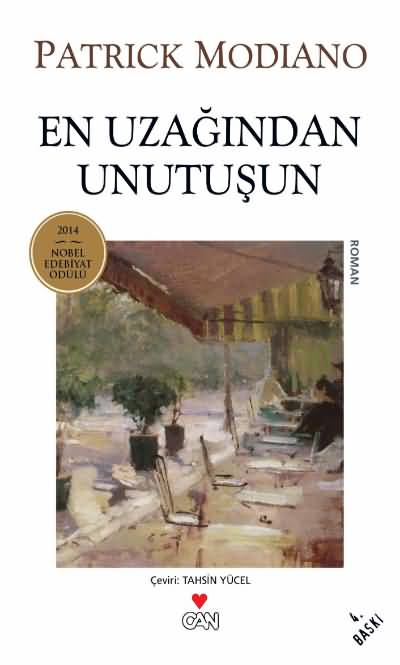 PATRICK MODIANO
EN UZAĞINDAN
UNUTUŞUN
2014
NOBEL
EDEBİYAT
ÖDÜLÜ
ROMAN
Çeviri: TAHSİN YÜCEL
CAN
4. BASKI